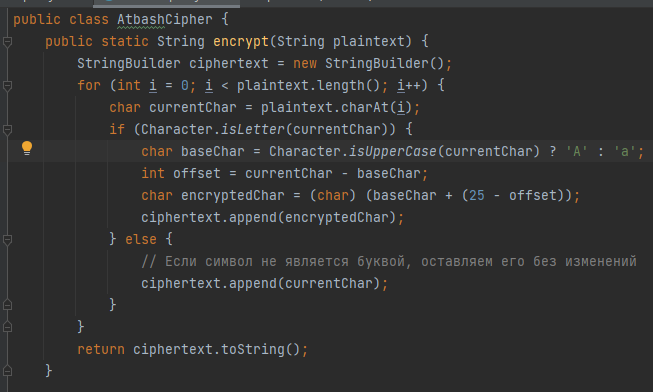 public class AtbashCipher {
public static String encrypt(String plaintext) {
StringBuilder ciphertext = new StringBuilder();
for (int i = 0; i < plaintext.length(); i++) {
char currentChar = plaintext.charAt(i);
if (Character.isLetter(currentChar)) {
char baseChar = Character.isUpperCase(currentChar) ? 'A' : 'a';
int offset = currentChar - baseChar;
char encryptedChar = (char) (baseChar + (25 - offset));
ciphertext.append(encryptedChar);
} else {
// Если символ не является буквой, оставляем его без изменений
ciphertext.append(currentChar);
}
}
return ciphertext.toString();
}